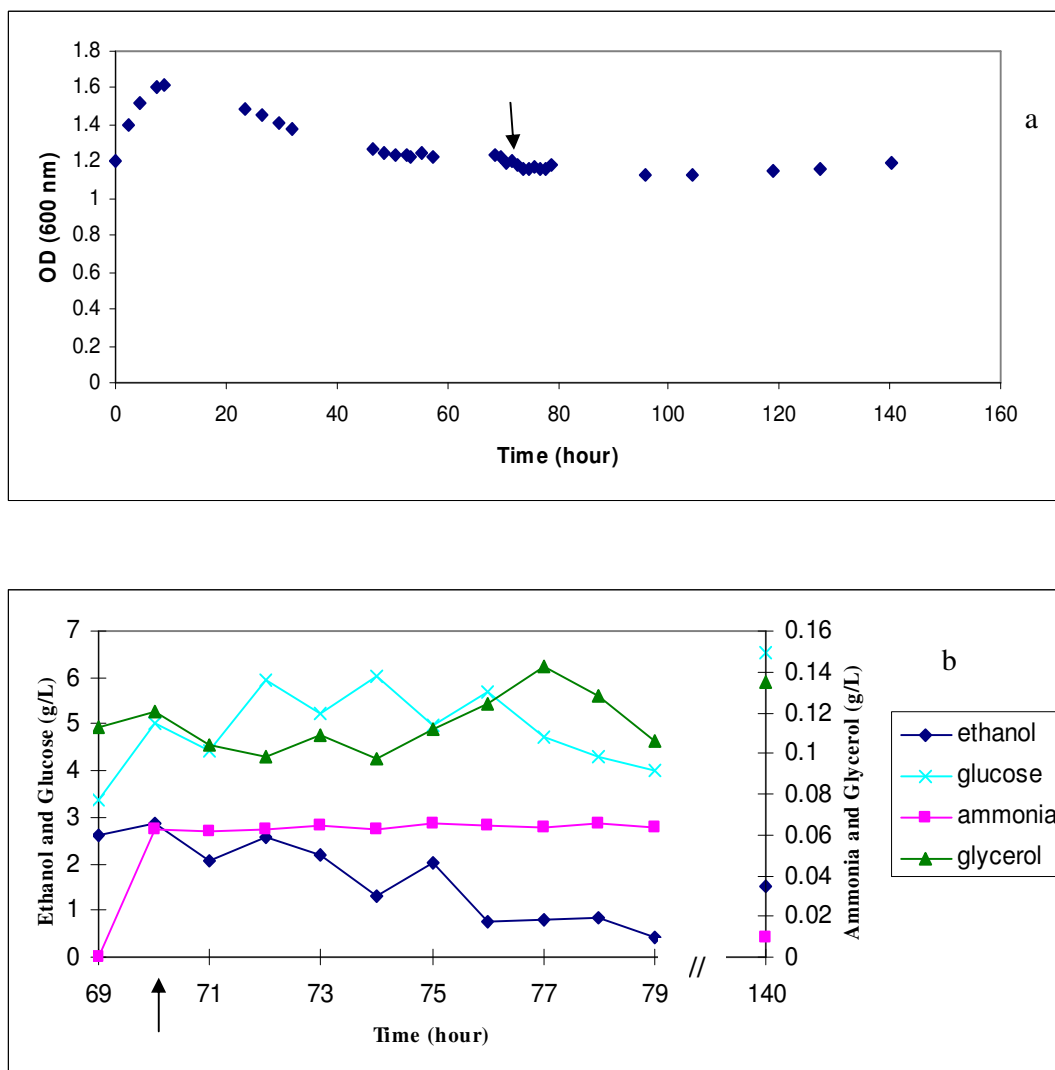 1.8
1.6
1.4
1.2
1
0.8
0.6
0.4
0.2
0
OD (600 nm)
0 20 40 60 80 100 120 140 160
Time (hour)
a
7
6
5
4
3
2
1
0
Ethanol and Glucose (g/L)
0.16
0.14
0.12
0.1
0.08
0.06
0.04
0.02
0
Ammonia and Glycerol (g/L)
69 71 73 75 77 79 // 140
Time (hour)
b
ethanol
glucose
ammonia
glycerol